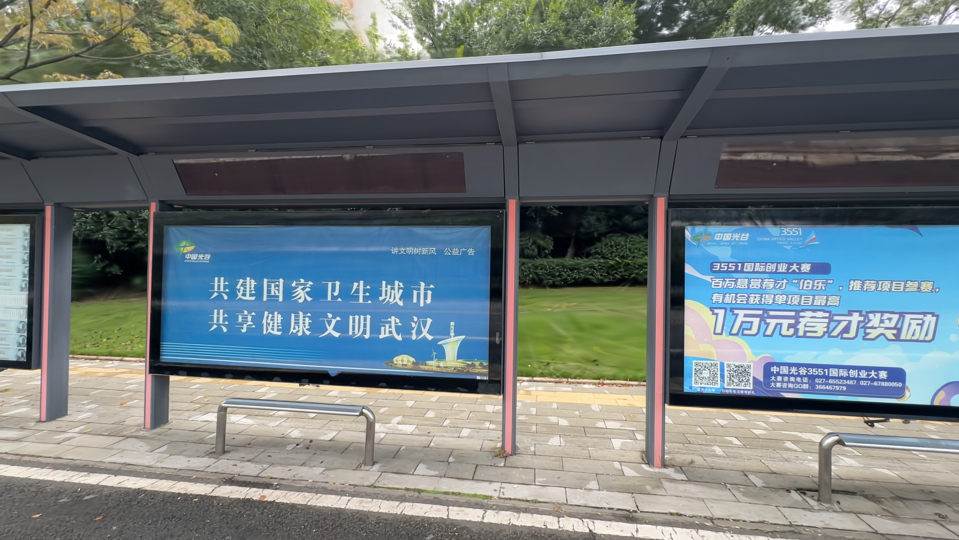 中国光谷
讲文明树新风 公益广告
共建国家卫生城市
共享健康文明武汉
中国光谷
3551
3551国际创业大赛
百万悬赏荐才“伯乐”，推荐项目参赛，
有机会获得单项目最高
1万元荐才奖励
中国光谷3551国际创业大赛
大赛咨询电话：027-65523487 027-67880050
大赛咨询QQ群：366467979